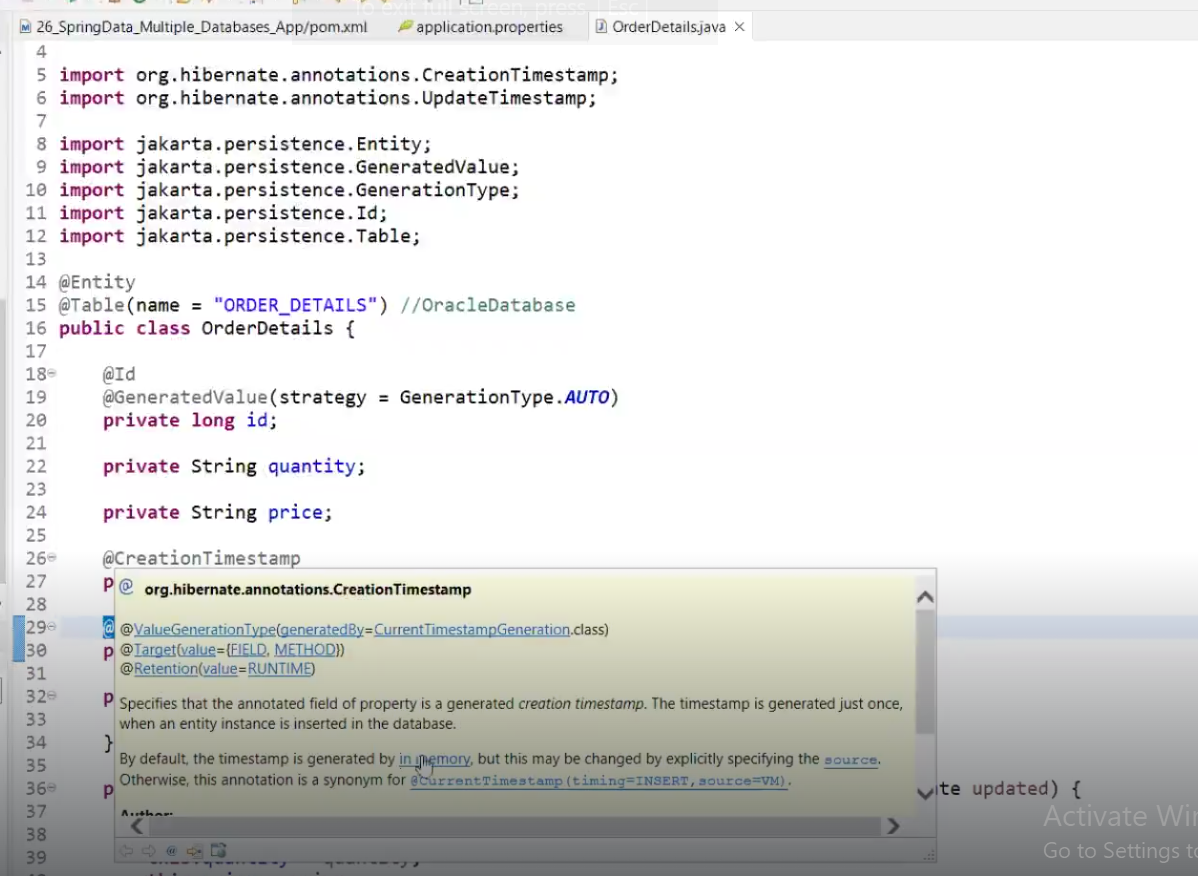 To exit full screen, press Esc
26_SpringData_Multiple_Databases_App/pom.xml application.properties OrderDetails.java
4
5 import org.hibernate.annotations.CreationTimestamp;
6 import org.hibernate.annotations.UpdateTimestamp;
7
8 import jakarta.persistence.Entity;
9 import jakarta.persistence.GeneratedValue;
10 import jakarta.persistence.GenerationType;
11 import jakarta.persistence.Id;
12 import jakarta.persistence.Table;
13
14 @Entity
15 @Table(name = "ORDER_DETAILS") //OracleDatabase
16 public class OrderDetails {
17
18 @Id
19 @GeneratedValue(strategy = GenerationType.AUTO)
20 private long id;
21
22 private String quantity;
23
24 private String price;
25
26 @CreationTimestamp
27 p
28
29 @
30 p
31
32 p
33
34 }
35
36 p te updated) {
37
38
39
@ org.hibernate.annotations.CreationTimestamp
@ValueGenerationType(generatedBy=CurrentTimestampGeneration.class)
@Target(value={FIELD, METHOD})
@Retention(value=RUNTIME)
Specifies that the annotated field of property is a generated creation timestamp. The timestamp is generated just once,
when an entity instance is inserted in the database.
By default, the timestamp is generated by in memory, but this may be changed by explicitly specifying the source.
Otherwise, this annotation is a synonym for @CurrentTimestamp(timing=INSERT,source=VM).
Author:
Activate Win
Go to Settings to